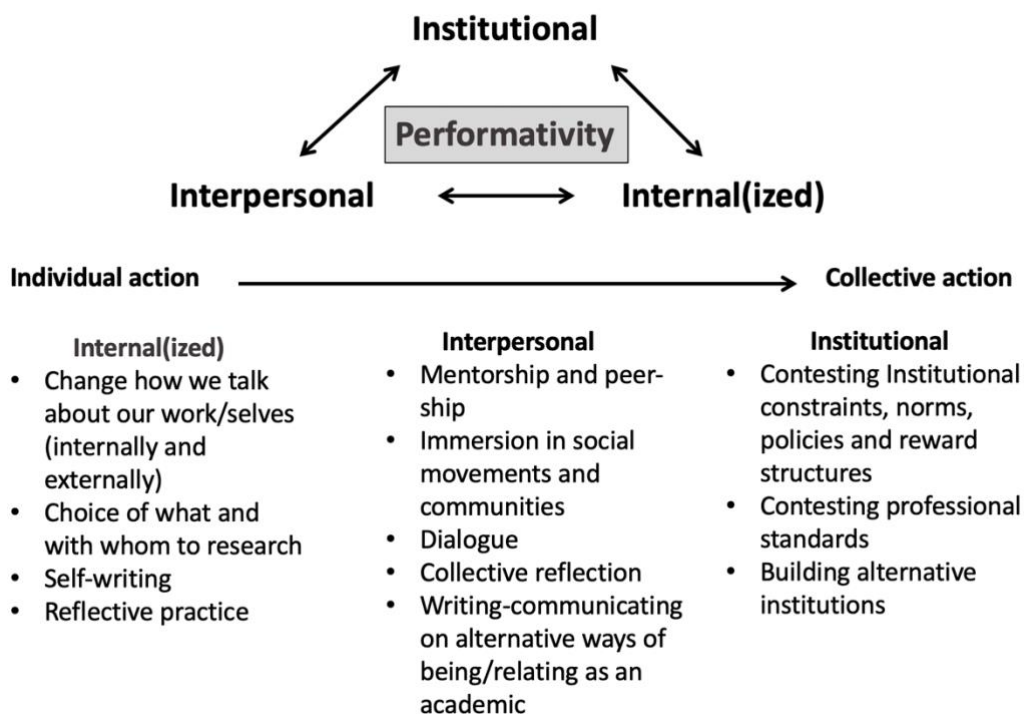 Institutional
Performativity
Interpersonal
Internal(ized)
Individual action
Collective action
Internal(ized)
• Change how we talk
about our work/selves
(internally and
externally)
• Choice of what and
with whom to research
• Self-writing
• Reflective practice
Interpersonal
• Mentorship and peer-
ship
• Immersion in social
movements and
communities
• Dialogue
• Collective reflection
• Writing-communicating
on alternative ways of
being/relating as an
academic
Institutional
• Contesting Institutional
constraints, norms,
policies and reward
structures
• Contesting professional
standards
• Building alternative
institutions